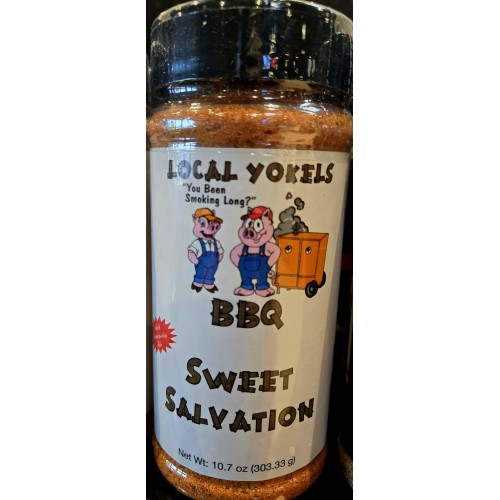 LOCAL YOKELS
"You Been
Smoking Long?"
BBQ
SWEET
SALVATION
Net Wt: 10.7 oz (303.33 g)